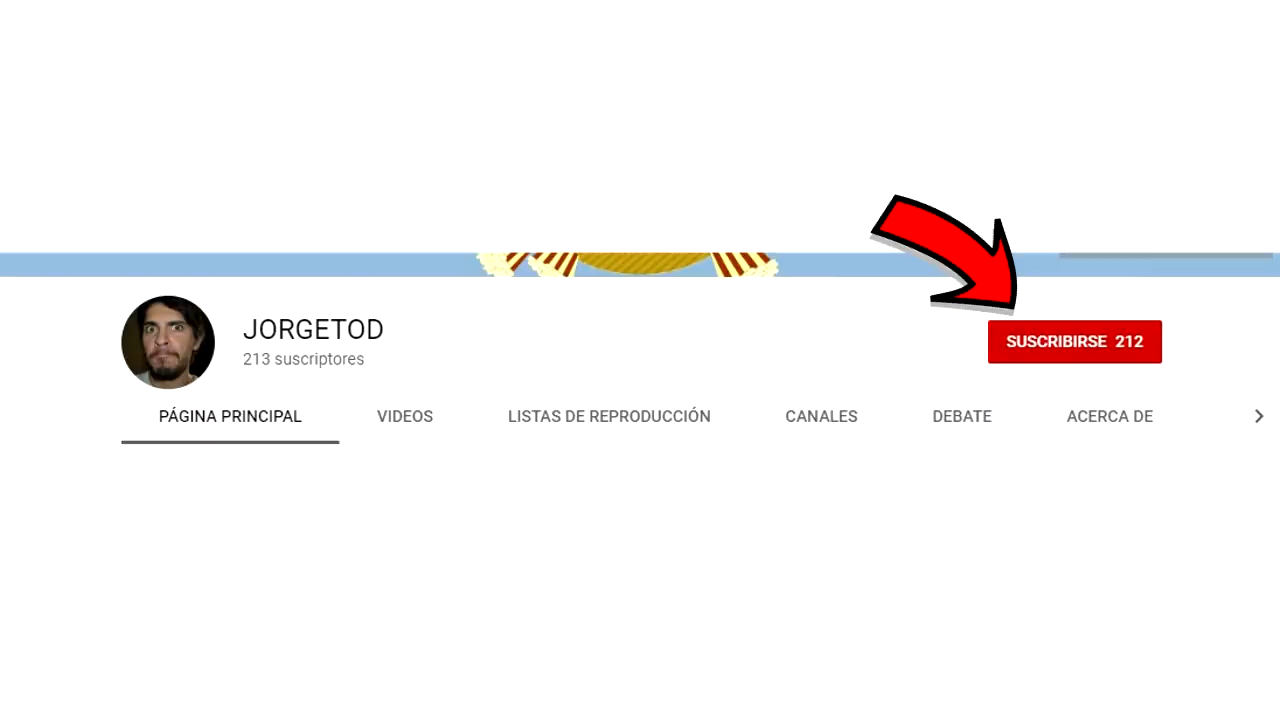 JORGETOD
213 suscriptores
SUSCRIBIRSE 212
PÁGINA PRINCIPAL VIDEOS LISTAS DE REPRODUCCIÓN CANALES DEBATE ACERCA DE